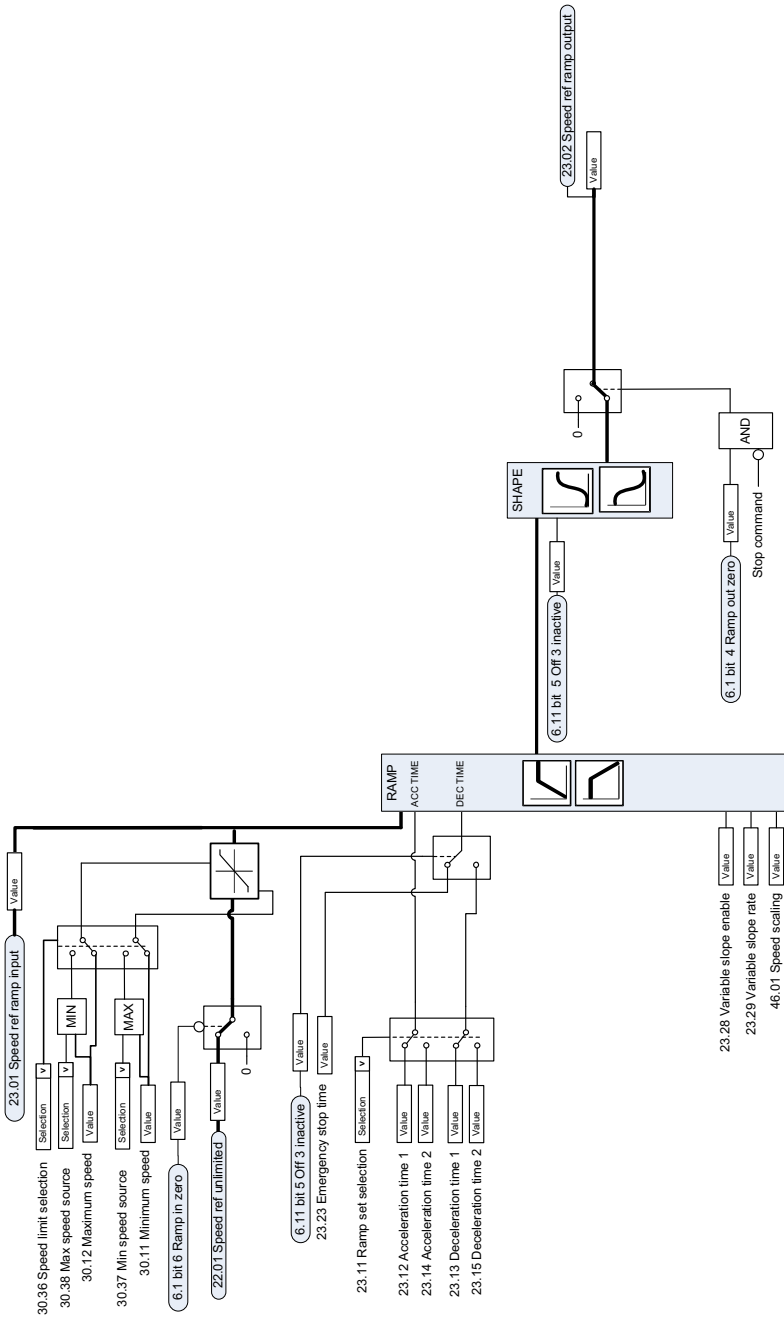 23.01 Speed ref ramp input
Value
30.36 Speed limit selection
Selection
v
30.38 Max speed source
Selection
v
MIN
30.12 Maximum speed
Value
30.37 Min speed source
Selection
v
MAX
30.11 Minimum speed
Value
6.1 bit 6 Ramp in zero
Value
22.01 Speed ref unlimited
Value
0
6.11 bit 5 Off 3 inactive
Value
23.23 Emergency stop time
Value
23.11 Ramp set selection
Selection
v
23.12 Acceleration time 1
Value
23.14 Acceleration time 2
Value
23.13 Deceleration time 1
Value
23.15 Deceleration time 2
Value
RAMP
ACC TIME
DEC TIME
23.28 Variable slope enable
Value
23.29 Variable slope rate
Value
46.01 Speed scaling
Value
SHAPE
6.11 bit 5 Off 3 inactive
Value
0
6.1 bit 4 Ramp out zero
Value
Stop command
AND
23.02 Speed ref ramp output
Value